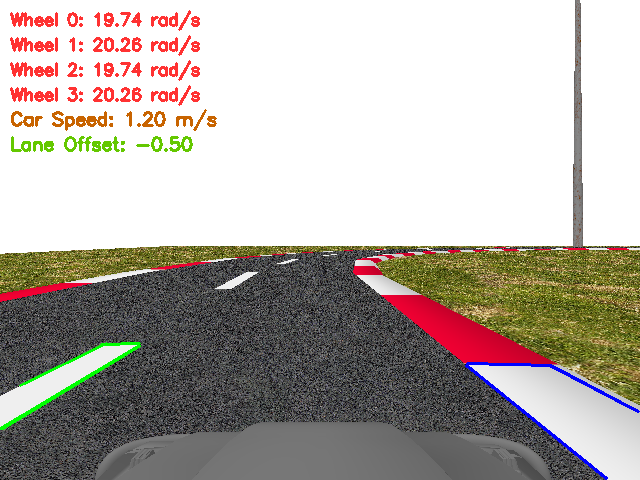 Wheel 0: 19.74 rad/s
Wheel 1: 20.26 rad/s
Wheel 2: 19.74 rad/s
Wheel 3: 20.26 rad/s
Car Speed: 1.20 m/s
Lane Offset: -0.50